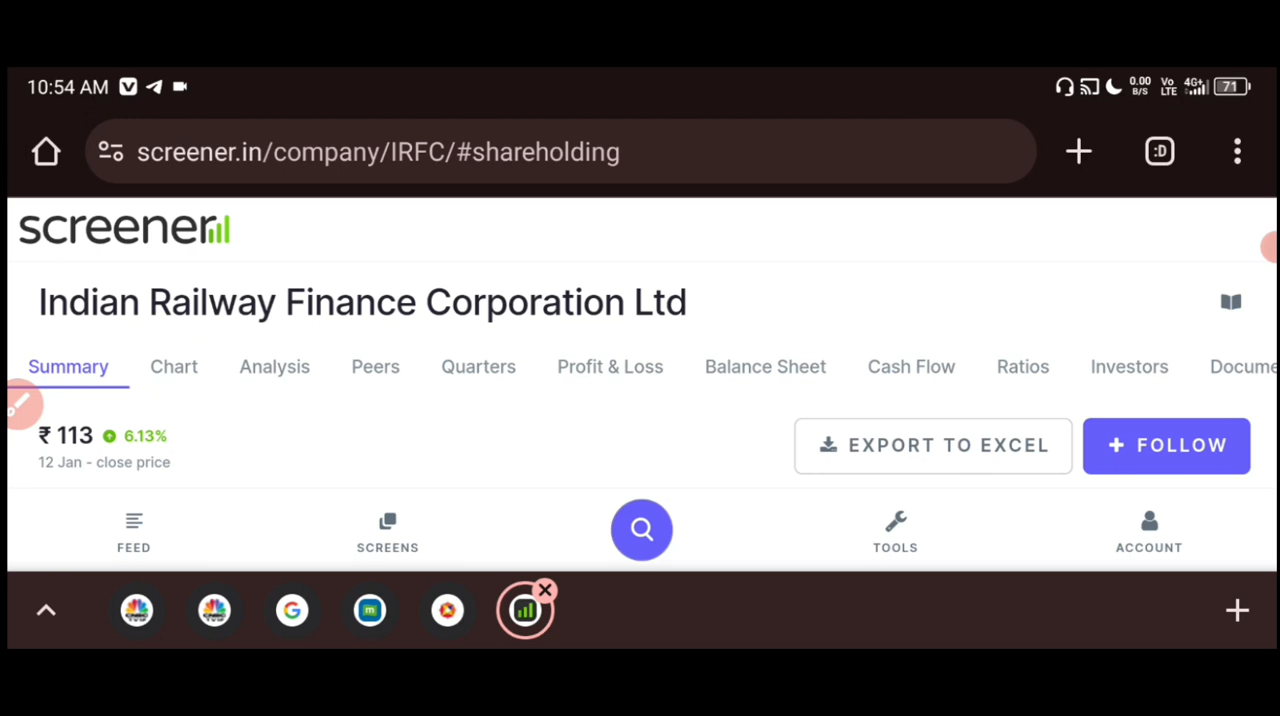 10:54 AM
0.00 B/S Vo LTE 4G+ 71
screener.in/company/IRFC/#shareholding
:D
screener
Indian Railway Finance Corporation Ltd
Summary Chart Analysis Peers Quarters Profit & Loss Balance Sheet Cash Flow Ratios Investors Docume
₹ 113 6.13%
12 Jan - close price
EXPORT TO EXCEL
+ FOLLOW
FEED SCREENS TOOLS ACCOUNT